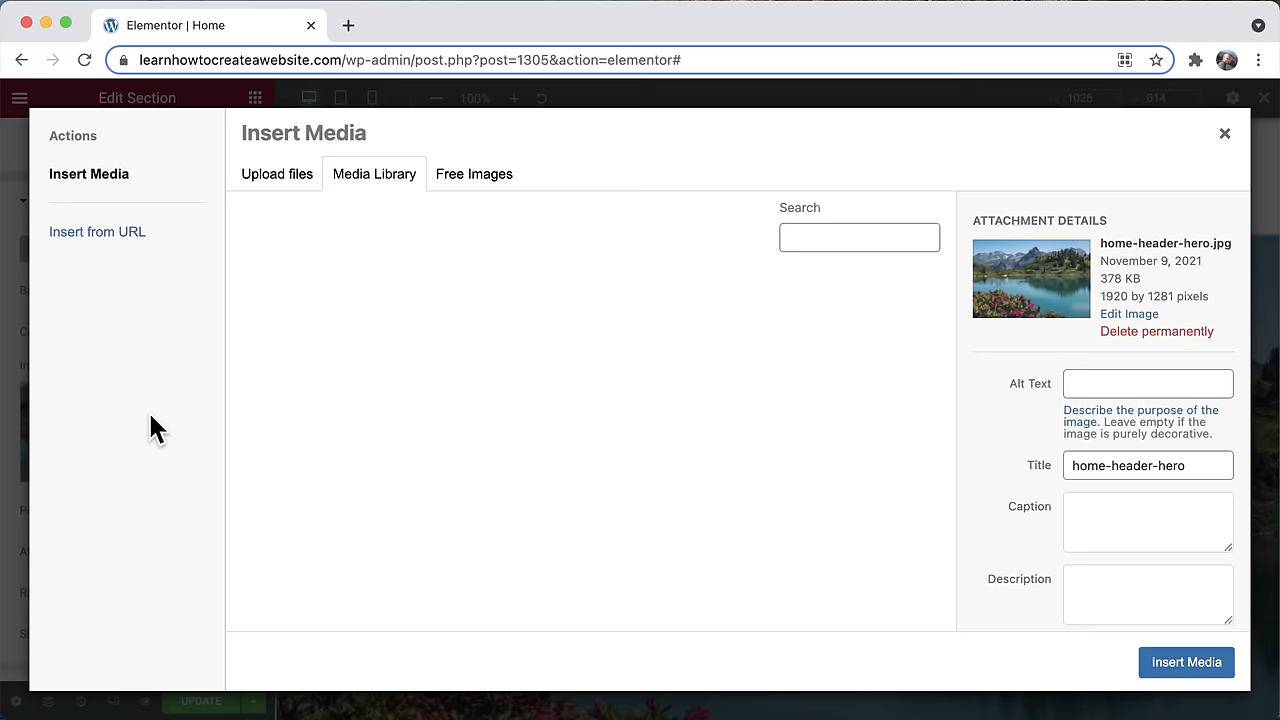 Elementor | Home
learnhowtocreateawebsite.com/wp-admin/post.php?post=1305&action=elementor#
Edit Section
100%
1025
614
Actions
Insert Media
Insert from URL
Insert Media
Upload files
Media Library
Free Images
Search
ATTACHMENT DETAILS
home-header-hero.jpg
November 9, 2021
378 KB
1920 by 1281 pixels
Edit Image
Delete permanently
Alt Text
Describe the purpose of the
image. Leave empty if the
image is purely decorative.
Title
home-header-hero
Caption
Description
Insert Media
UPDATE